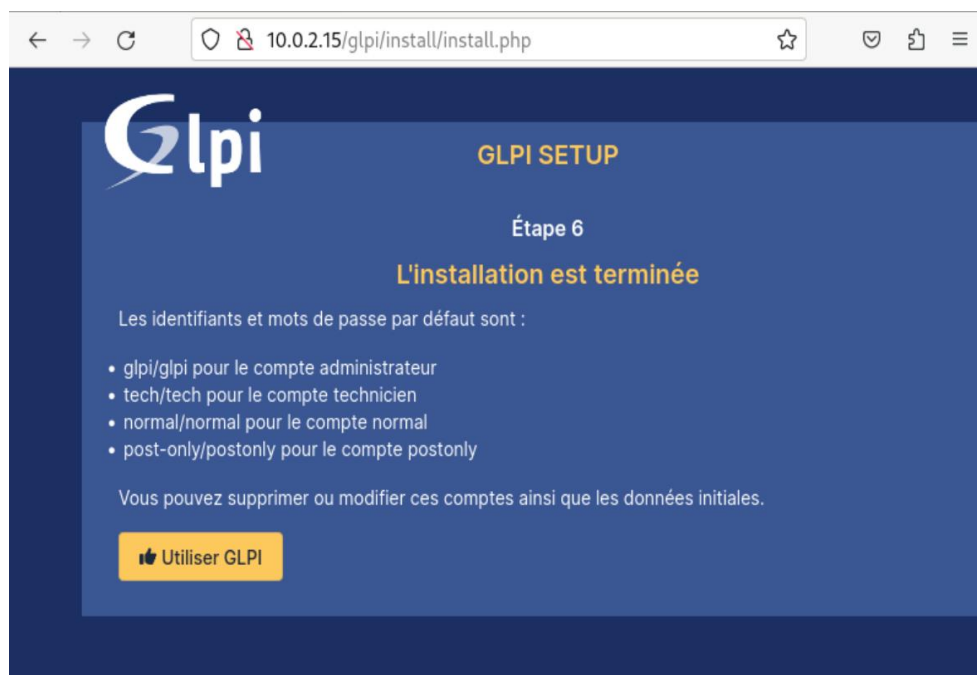 10.0.2.15/glpi/install/install.php
Glpi
GLPI SETUP
Étape 6
L'installation est terminée
Les identifiants et mots de passe par défaut sont :
• glpi/glpi pour le compte administrateur
• tech/tech pour le compte technicien
• normal/normal pour le compte normal
• post-only/postonly pour le compte postonly
Vous pouvez supprimer ou modifier ces comptes ainsi que les données initiales.
Utiliser GLPI